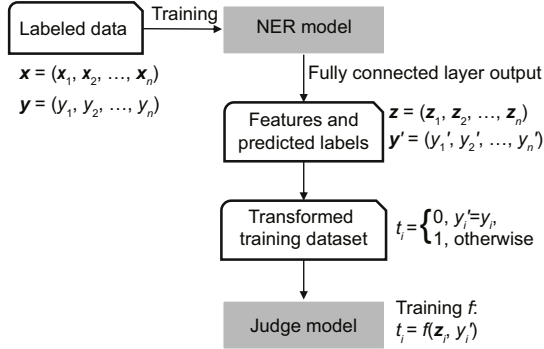 Labeled data
Training
NER model
x = (x₁, x₂, ..., xₙ)
y = (y₁, y₂, ..., yₙ)
Fully connected layer output
Features and
predicted labels
z = (z₁, z₂, ..., zₙ)
y' = (y₁', y₂', ..., yₙ')
Transformed
training dataset
tᵢ = { 0, yᵢ'=yᵢ,
1, otherwise
Judge model
Training f:
tᵢ = f(zᵢ, yᵢ')